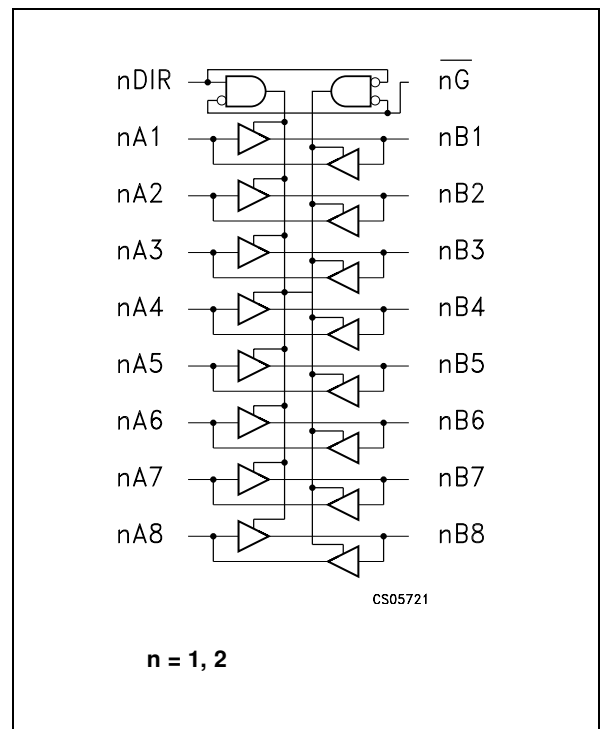 nDIR nG̅
nA1 nB1
nA2 nB2
nA3 nB3
nA4 nB4
nA5 nB5
nA6 nB6
nA7 nB7
nA8 nB8
CS05721
n = 1, 2